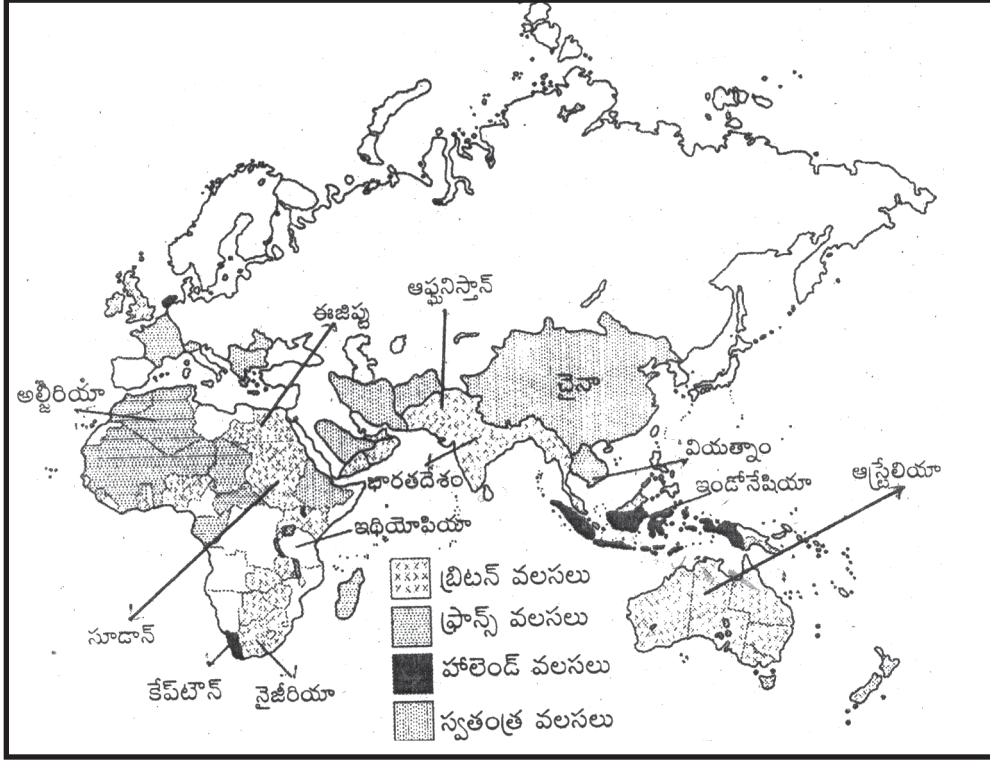 ఆఫ్ఘనిస్తాన్
ఈజిప్టు
చైనా
అల్జీరియా
వియత్నాం
ఆస్ట్రేలియా
భారతదేశం
ఇండోనేషియా
ఇథియోపియా
బ్రిటన్ వలసలు
ఫ్రాన్స్ వలసలు
సూడాన్
హాలెండ్ వలసలు
కేప్‌టౌన్
నైజీరియా
స్వతంత్ర వలసలు